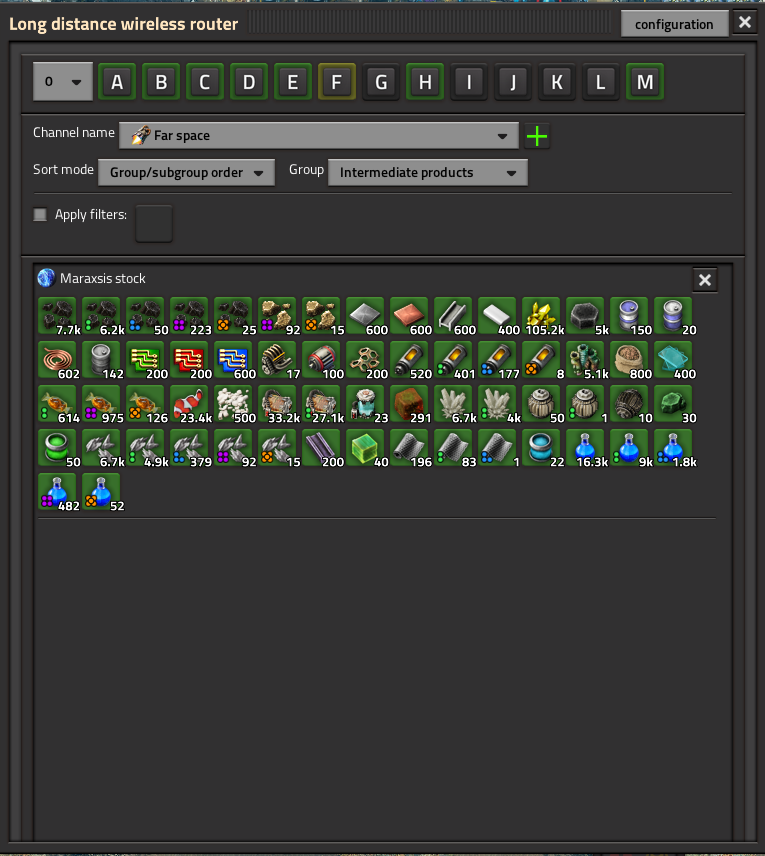 Long distance wireless router configuration
0 A B C D E F G H I J K L M
Channel name Far space
Sort mode Group/subgroup order Group Intermediate products
Apply filters:
Maraxsis stock
7.7k 6.2k 50 223 25 92 15 600 600 600 400 105.2k 5k 150 20
602 142 200 200 600 17 100 200 520 401 177 8 5.1k 800 400
614 975 126 23.4k 500 33.2k 27.1k 23 291 6.7k 4k 50 1 10 30
50 6.7k 4.9k 379 92 15 200 40 196 83 1 22 16.3k 9k 1.8k
482 52